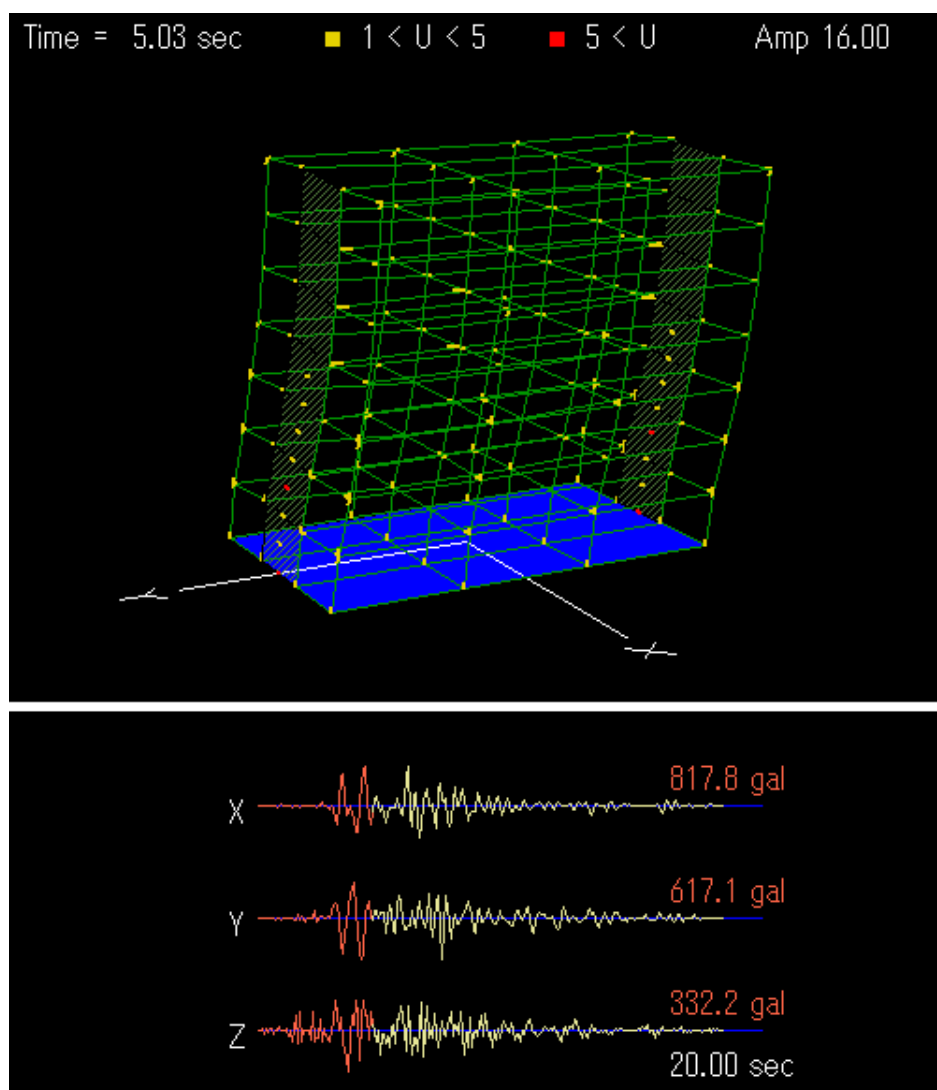 Time = 5.03 sec 1 < U < 5 5 < U Amp 16.00
Y X
817.8 gal
X
617.1 gal
Y
332.2 gal
Z
20.00 sec